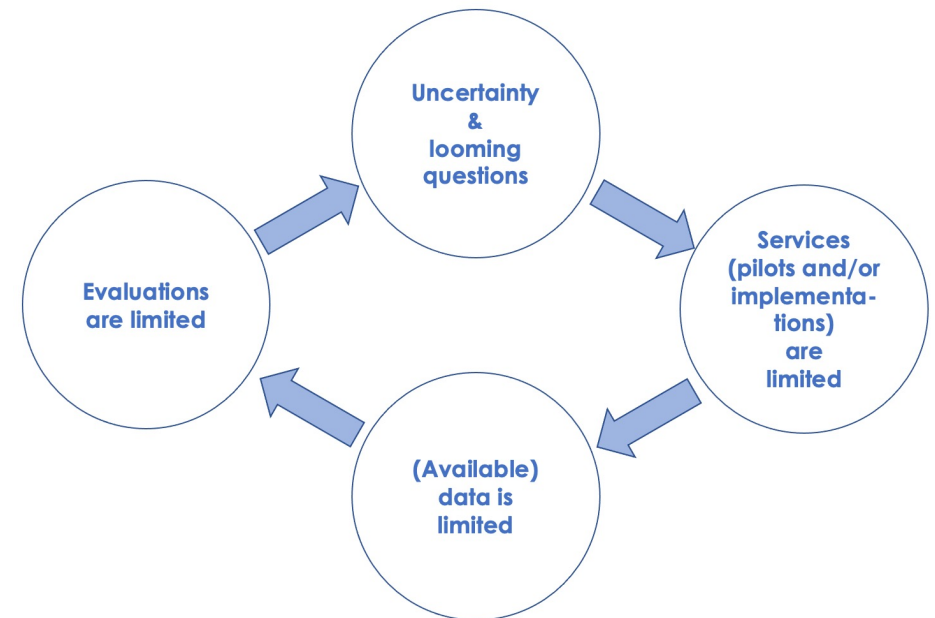 Uncertainty
&
looming
questions
Services
(pilots and/or
implementa-
tions)
are
limited
(Available)
data is
limited
Evaluations
are limited